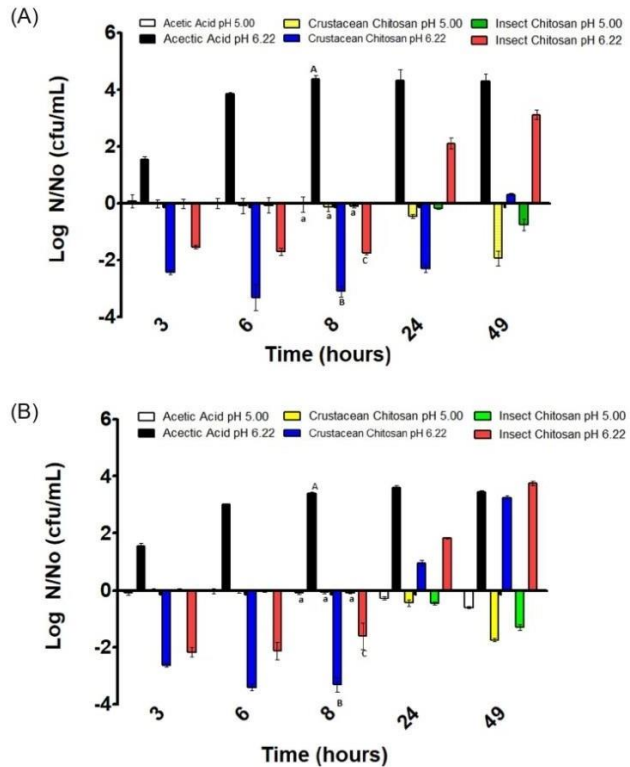 (A)
Acetic Acid pH 5.00
Crustacean Chitosan pH 5.00
Insect Chitosan pH 5.00
Acectic Acid pH 6.22
Crustacean Chitosan pH 6.22
Insect Chitosan pH 6.22
Log N/No (cfu/mL)
6
4
2
0
-2
-4
A
a
a
a
B
C
3
6
8
24
49
Time (hours)
(B)
Acetic Acid pH 5.00
Crustacean Chitosan pH 5.00
Insect Chitosan pH 5.00
Acectic Acid pH 6.22
Crustacean Chitosan pH 6.22
Insect Chitosan pH 6.22
Log N/No (cfu/mL)
6
4
2
0
-2
-4
A
a
a
a
B
C
3
6
8
24
49
Time (hours)